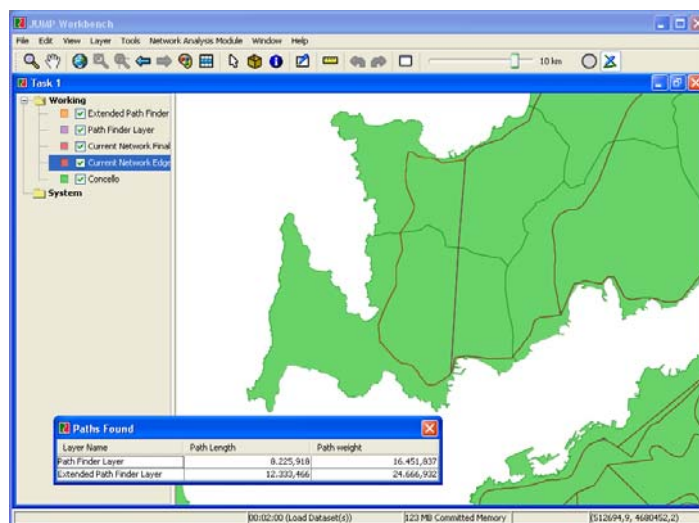 JUMP Workbench
File Edit View Layer Tools Network Analysis Module Window Help
10 km
Task 1
Working
Extended Path Finder
Path Finder Layer
Current Network Final
Current Network Edge
Concello
System
Paths Found
Layer Name Path Length Path weight
Path Finder Layer 8.225,918 16.451,837
Extended Path Finder Layer 12.333,466 24.666,932
00:02:00 (Load Dataset(s)) 123 MB Committed Memory (512694,9, 4680452,2)